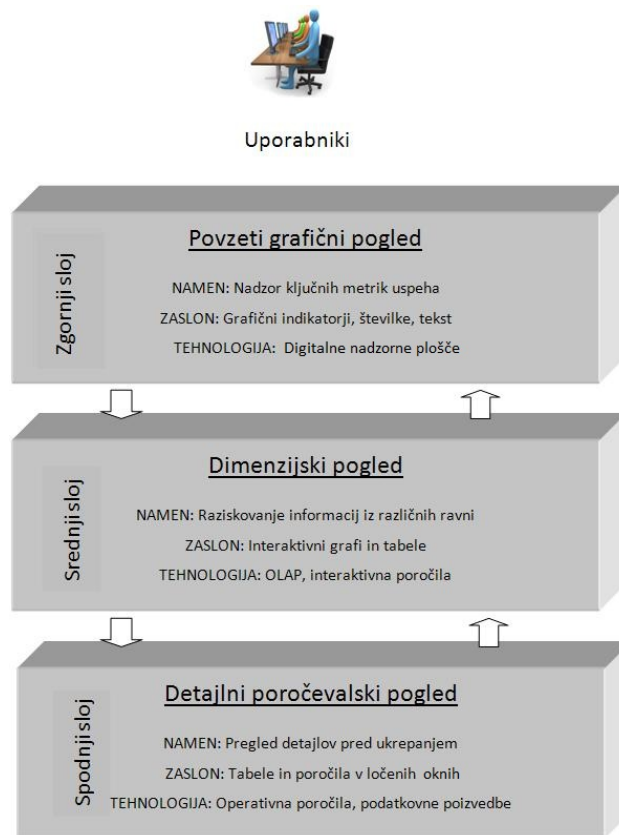 Uporabniki
Zgornji sloj
Povzeti grafični pogled
NAMEN: Nadzor ključnih metrik uspeha
ZASLON: Grafični indikatorji, številke, tekst
TEHNOLOGIJA: Digitalne nadzorne plošče
Srednji sloj
Dimenzijski pogled
NAMEN: Raziskovanje informacij iz različnih ravni
ZASLON: Interaktivni grafi in tabele
TEHNOLOGIJA: OLAP, interaktivna poročila
Spodnji sloj
Detajlni poročevalski pogled
NAMEN: Pregled detajlov pred ukrepanjem
ZASLON: Tabele in poročila v ločenih oknih
TEHNOLOGIJA: Operativna poročila, podatkovne poizvedbe